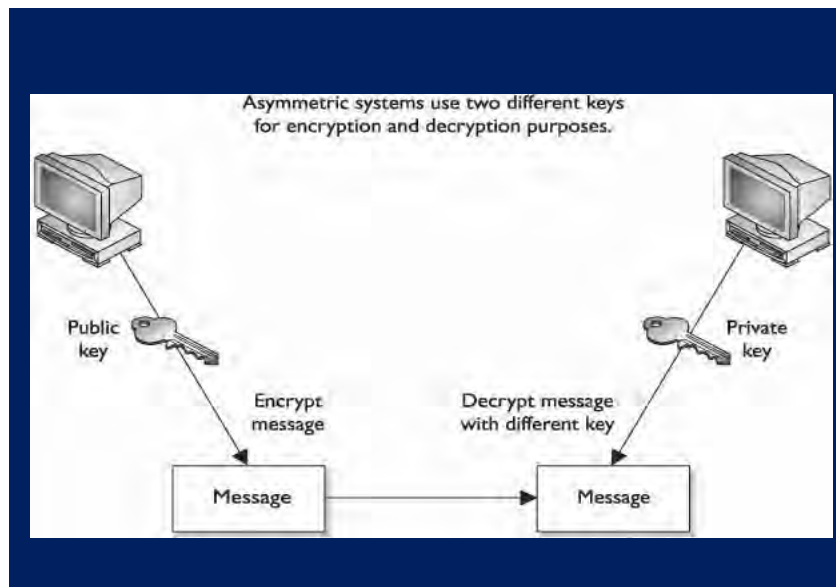 Asymmetric systems use two different keys
for encryption and decryption purposes.
Public
key
Private
key
Encrypt
message
Decrypt message
with different key
Message
Message